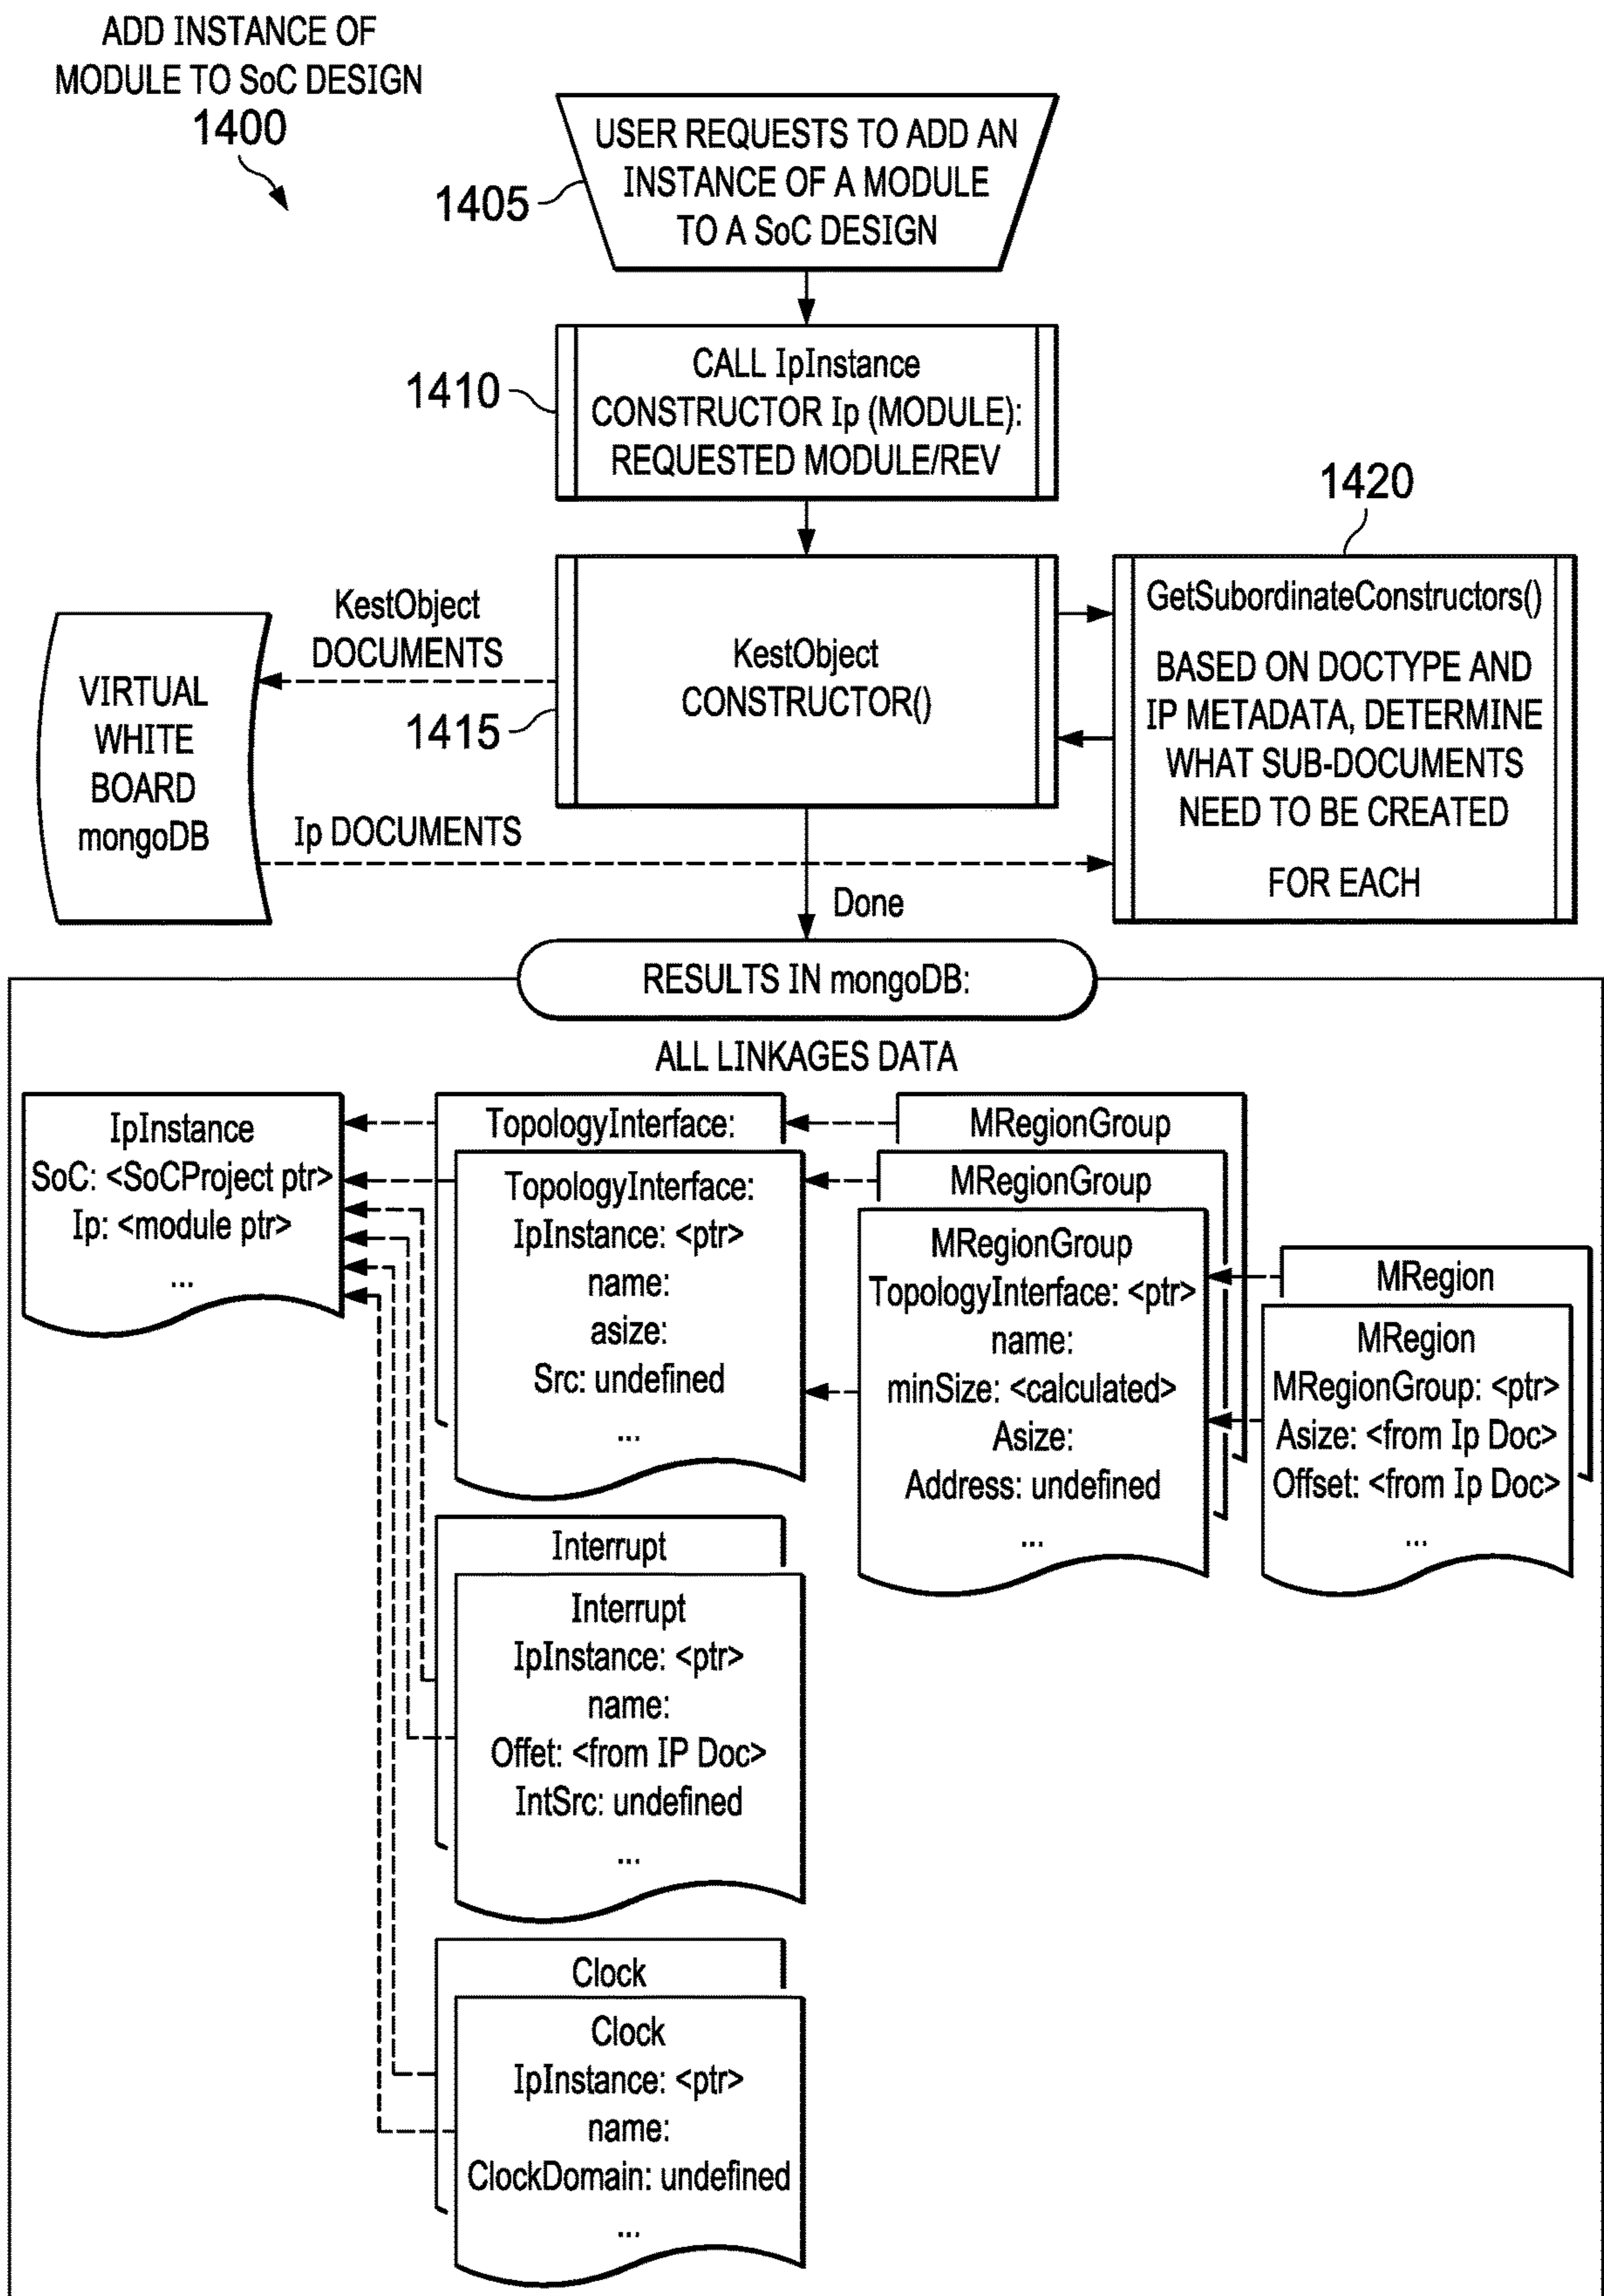 ADD INSTANCE OF
MODULE TO SoC DESIGN
1400
USER REQUESTS TO ADD AN
INSTANCE OF A MODULE
TO A SoC DESIGN
1405
CALL IpInstance
CONSTRUCTOR Ip (MODULE):
REQUESTED MODULE/REV
1410
1420
KestObject
DOCUMENTS
KestObject
CONSTRUCTOR()
1415
GetSubordinateConstructors()
BASED ON DOCTYPE AND
IP METADATA, DETERMINE
WHAT SUB-DOCUMENTS
NEED TO BE CREATED
FOR EACH
VIRTUAL
WHITE
BOARD
mongoDB
Ip DOCUMENTS
Done
RESULTS IN mongoDB:
ALL LINKAGES DATA
IpInstance
SoC: <SoCProject ptr>
Ip: <module ptr>
...
TopologyInterface:
TopologyInterface:
IpInstance: <ptr>
name:
asize:
Src: undefined
...
MRegionGroup
MRegionGroup
MRegionGroup
TopologyInterface: <ptr>
name:
minSize: <calculated>
Asize:
Address: undefined
...
MRegion
MRegion
MRegionGroup: <ptr>
Asize: <from Ip Doc>
Offset: <from Ip Doc>
...
Interrupt
Interrupt
IpInstance: <ptr>
name:
Offet: <from IP Doc>
IntSrc: undefined
...
Clock
Clock
IpInstance: <ptr>
name:
ClockDomain: undefined
...